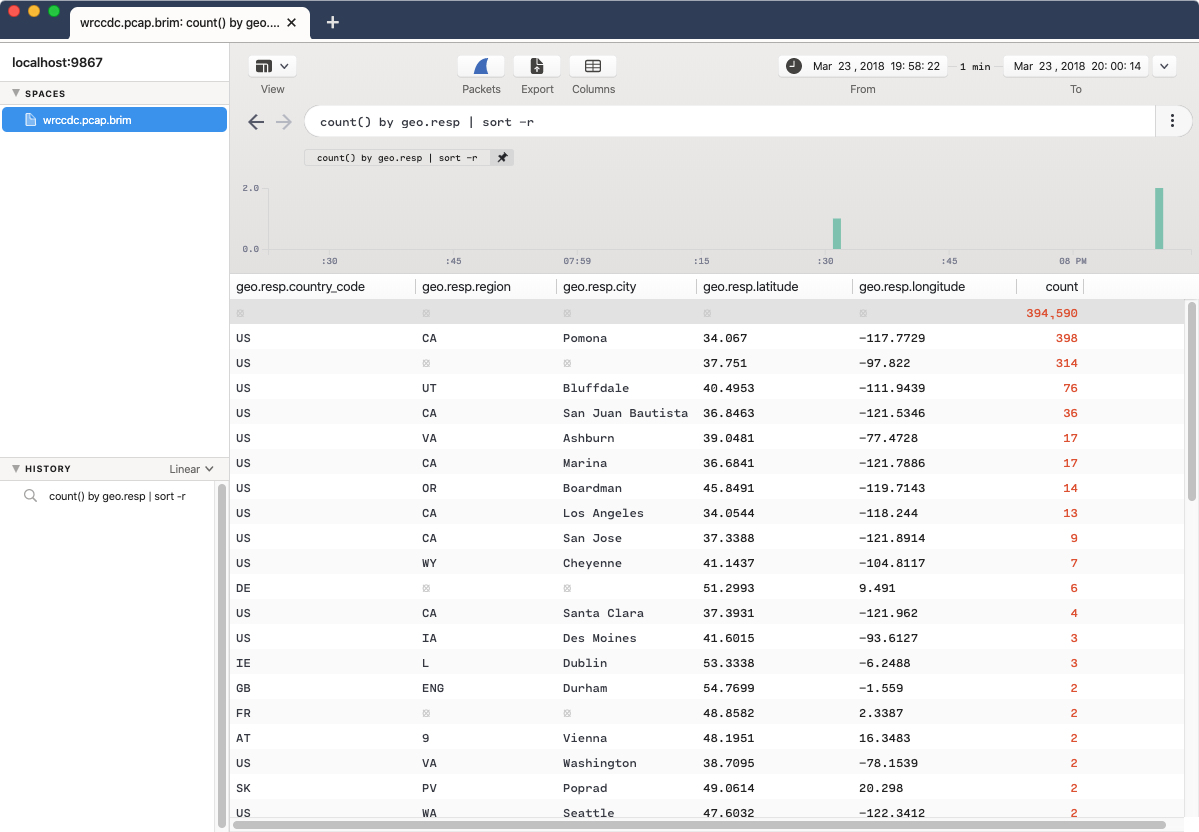 wrccdc.pcap.brim: count() by geo....
localhost:9867
SPACES
wrccdc.pcap.brim
HISTORY Linear
count() by geo.resp | sort -r
View
Packets Export Columns
Mar 23 , 2018 19: 58: 22 1 min Mar 23 , 2018 20: 00: 14
From To
count() by geo.resp | sort -r
count() by geo.resp | sort -r
2.0
0.0
:30 :45 07:59 :15 :30 :45 08 PM
geo.resp.country_code geo.resp.region geo.resp.city geo.resp.latitude geo.resp.longitude count
394,590
US CA Pomona 34.067 -117.7729 398
US 37.751 -97.822 314
US UT Bluffdale 40.4953 -111.9439 76
US CA San Juan Bautista 36.8463 -121.5346 36
US VA Ashburn 39.0481 -77.4728 17
US CA Marina 36.6841 -121.7886 17
US OR Boardman 45.8491 -119.7143 14
US CA Los Angeles 34.0544 -118.244 13
US CA San Jose 37.3388 -121.8914 9
US WY Cheyenne 41.1437 -104.8117 7
DE 51.2993 9.491 6
US CA Santa Clara 37.3931 -121.962 4
US IA Des Moines 41.6015 -93.6127 3
IE L Dublin 53.3338 -6.2488 3
GB ENG Durham 54.7699 -1.559 2
FR 48.8582 2.3387 2
AT 9 Vienna 48.1951 16.3483 2
US VA Washington 38.7095 -78.1539 2
SK PV Poprad 49.0614 20.298 2
US WA Seattle 47.6032 -122.3412 2